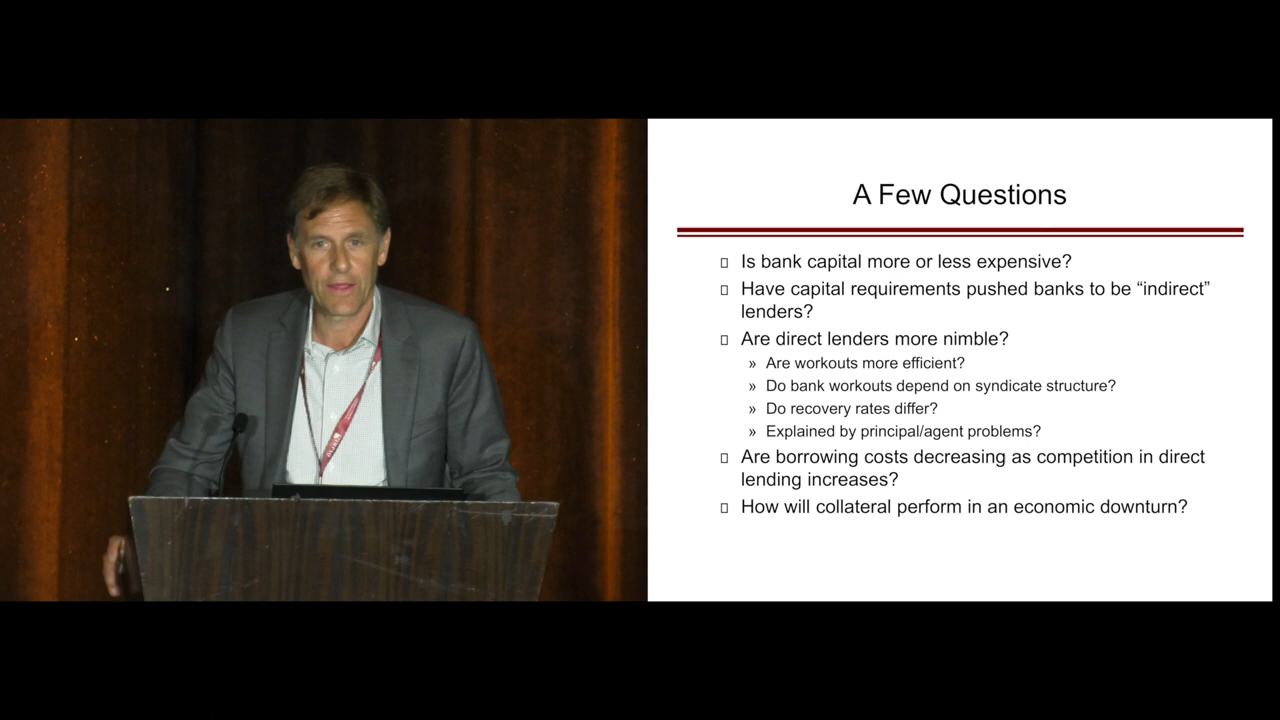 A Few Questions
Is bank capital more or less expensive?
Have capital requirements pushed banks to be “indirect”
lenders?
Are direct lenders more nimble?
» Are workouts more efficient?
» Do bank workouts depend on syndicate structure?
» Do recovery rates differ?
» Explained by principal/agent problems?
Are borrowing costs decreasing as competition in direct
lending increases?
How will collateral perform in an economic downturn?